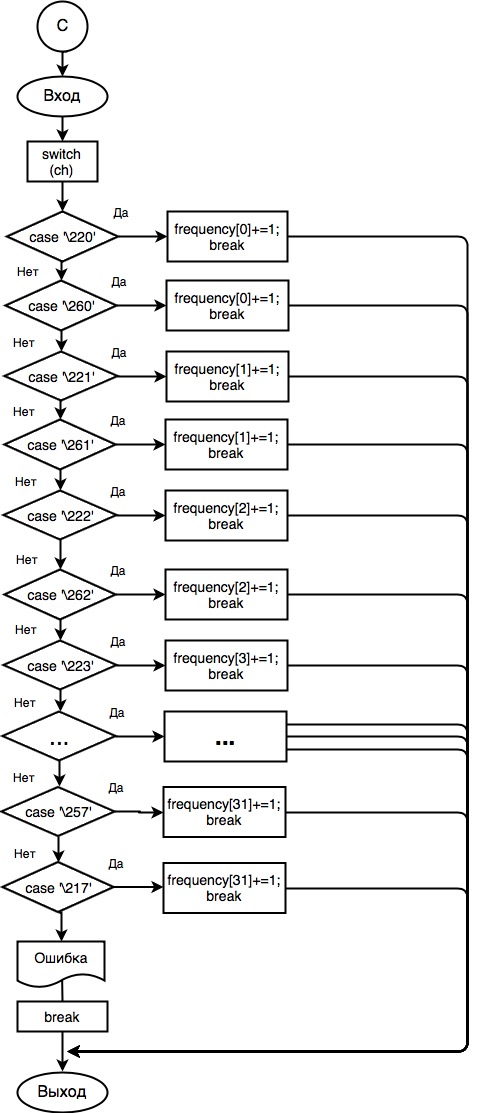 C
Вход
switch
(ch)
Да
case '\220'
frequency[0]+=1;
break
Нет
Да
case '\260'
frequency[0]+=1;
break
Нет
Да
case '\221'
frequency[1]+=1;
break
Нет
Да
case '\261'
frequency[1]+=1;
break
Нет
Да
case '\222'
frequency[2]+=1;
break
Нет
Да
case '\262'
frequency[2]+=1;
break
Нет
Да
case '\223'
frequency[3]+=1;
break
Нет
Да
...
...
Нет
Да
case '\257'
frequency[31]+=1;
break
Нет
Да
case '\217'
frequency[31]+=1;
break
Ошибка
break
Выход